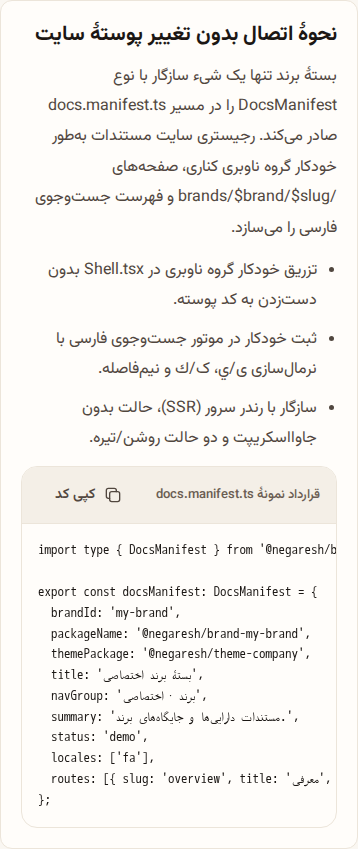 نحوهٔ اتصال بدون تغییر پوستهٔ سایت
بستهٔ برند تنها یک شیء سازگار با نوع
DocsManifest را در مسیر docs.manifest.ts
صادر می‌کند. رجیستری سایت مستندات به‌طور
خودکار گروه ناوبری کناری، صفحه‌های
/brands/$brand/$slug و فهرست جست‌وجوی
فارسی را می‌سازد.
• تزریق خودکار گروه ناوبری در Shell.tsx بدون
دست‌زدن به کد پوسته.
• ثبت خودکار در موتور جست‌وجوی فارسی با
نرمال‌سازی ی/ي، ک/ك و نیم‌فاصله.
• سازگار با رندر سرور (SSR)، حالت بدون
جاوااسکریپت و دو حالت روشن/تیره.
قرارداد نمونهٔ docs.manifest.ts
کپی کد
import type { DocsManifest } from '@negaresh/b
export const docsManifest: DocsManifest = {
  brandId: 'my-brand',
  packageName: '@negaresh/brand-my-brand',
  themePackage: '@negaresh/theme-company',
  title: 'بستهٔ برند اختصاصی',
  navGroup: 'برند · اختصاصی',
  summary: 'مستندات دارایی‌ها و جایگاه‌های برند.',
  status: 'demo',
  locales: ['fa'],
  routes: [{ slug: 'overview', title: 'معرفی',
};